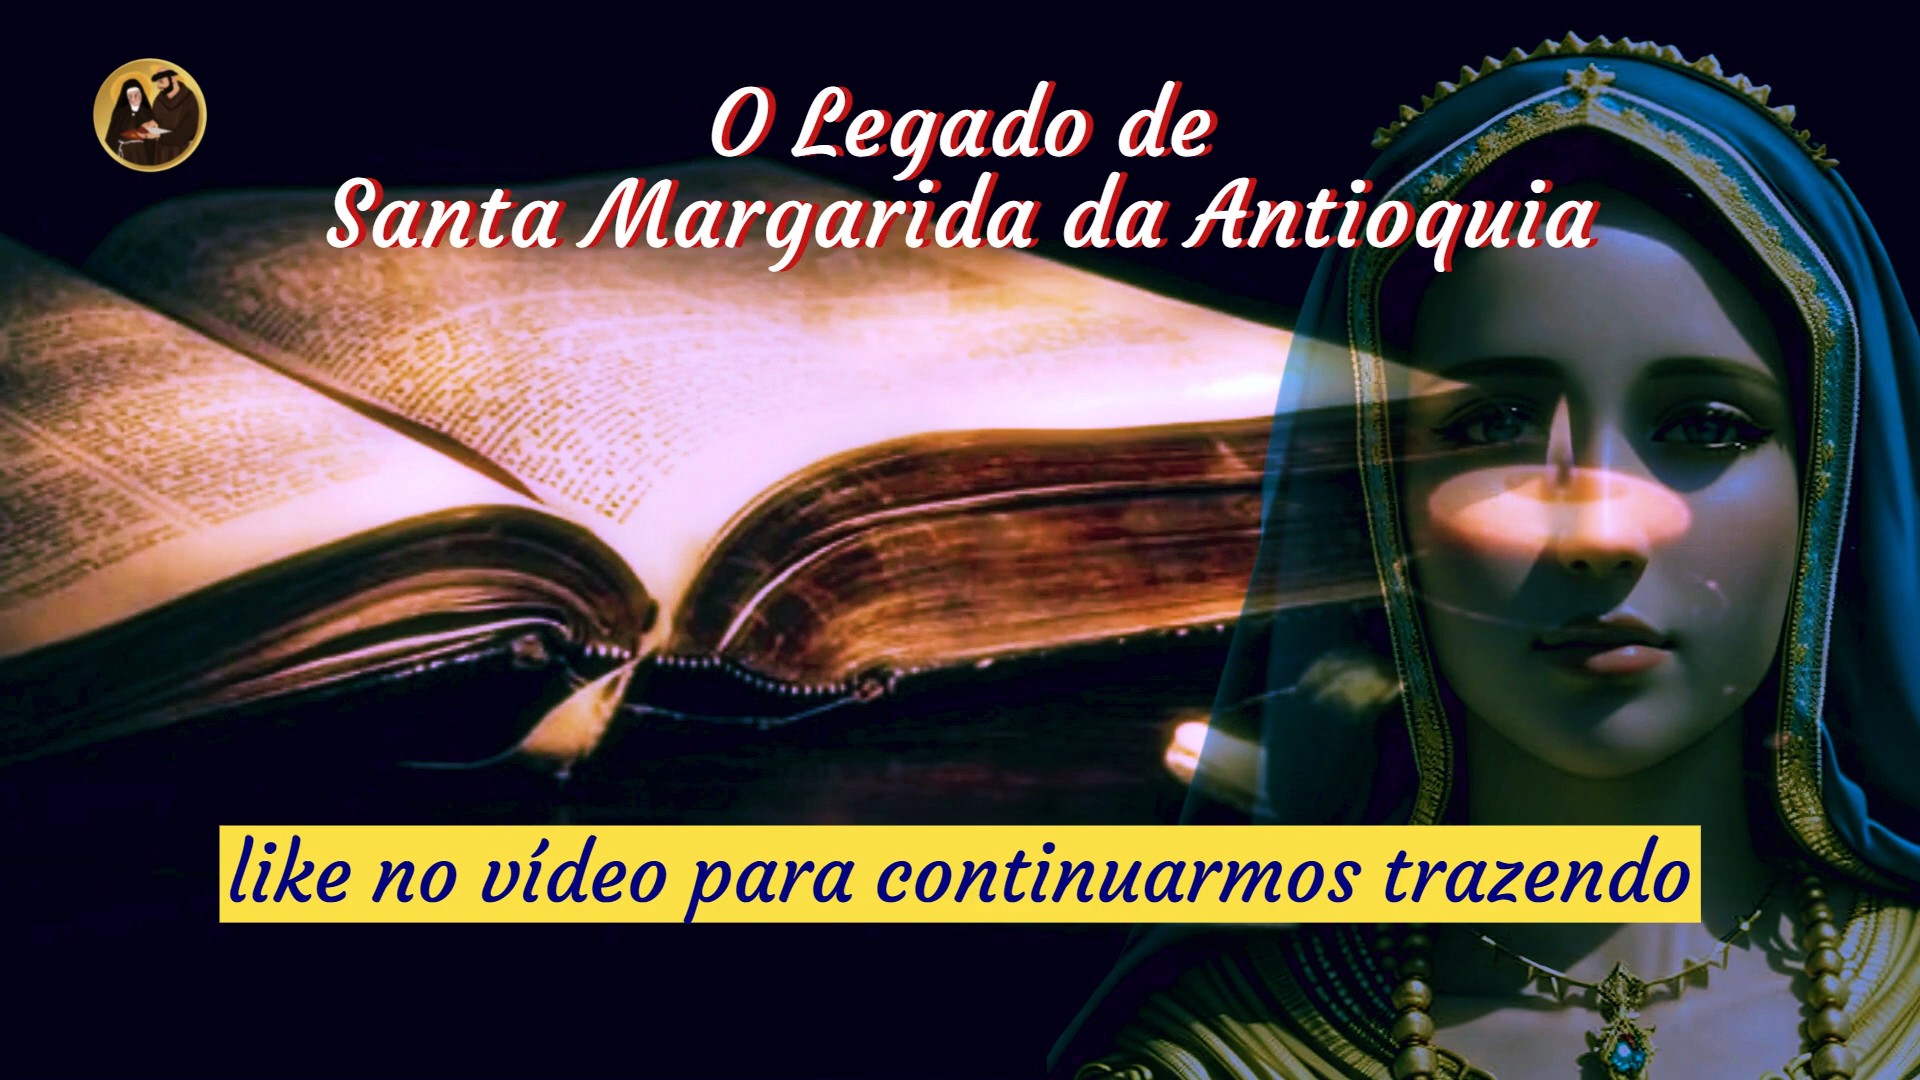 O Legado de
Santa Margarida da Antioquia
like no vídeo para continuarmos trazendo